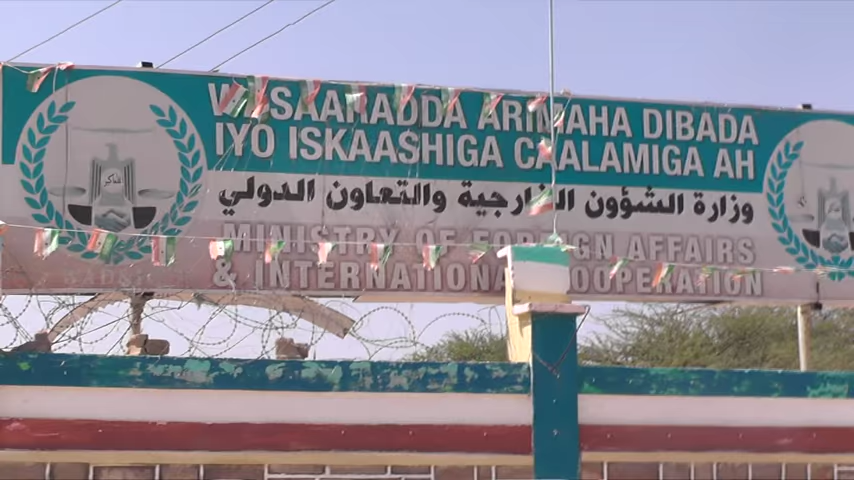 WASAARADDA ARIMAHA DIBADA
IYO ISKAASHIGA CAALAMIGA AH
وزارة الشؤون الخارجية والتعاون الدولي
MINISTRY OF FOREIGN AFFAIRS
& INTERNATIONAL COOPERATION